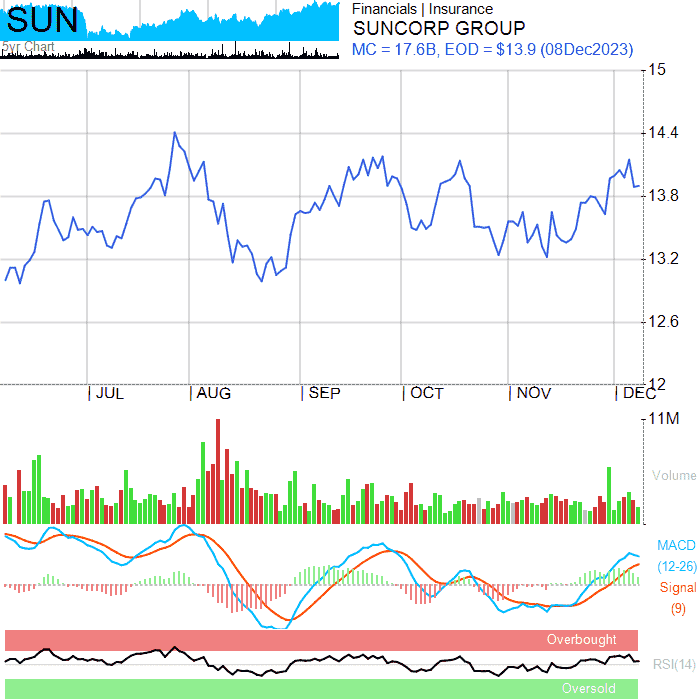 SUN
5yr Chart
Financials | Insurance
SUNCORP GROUP
MC = 17.6B, EOD = $13.9 (08Dec2023)
15
14.4
13.8
13.2
12.6
12
JUL AUG SEP OCT NOV DEC
11M
Volume
MACD
(12-26)
Signal
(9)
Overbought
RSI(14)
Oversold